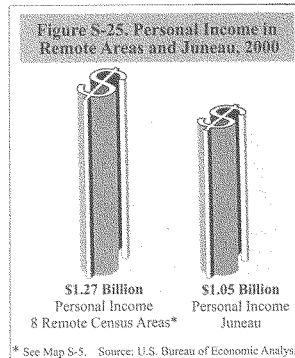 Figure S-25. Personal Income in
Remote Areas and Juneau, 2000
$
$
$1.27 Billion
Personal Income
8 Remote Census Areas*
$1.05 Billion
Personal Income
Juneau
* See Map S-5. Source: U.S. Bureau of Economic Analys